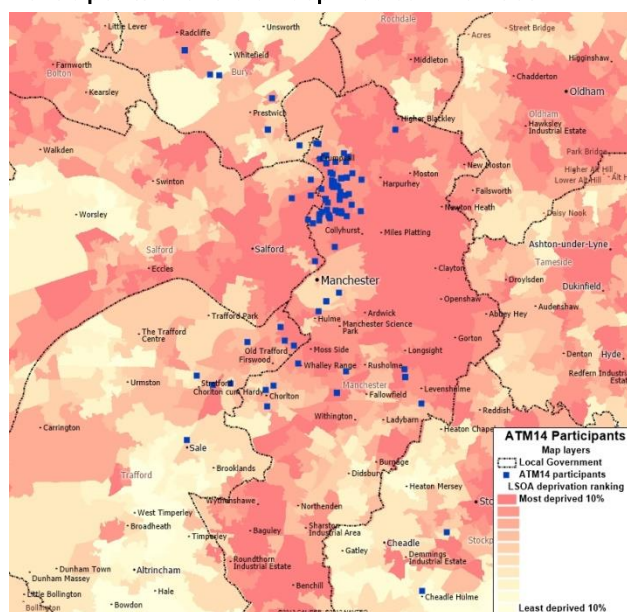 Little Lever
Radcliffe
Unsworth
Rochdale
Acres
Street Bridge
Whitefield
Middleton
Higginshaw
Farnworth
Bolton
Bury
Chadderton
Kearsley
Oldham
Prestwich
Higher Blackley
Oldham
Hawksley
Industrial Estate
Walkden
Crumpsall
Park Bridge
Moston
New Moston
Higher Alt Hill
Swinton
Harpurhey
Failsworth
Lower Alt Hill
Alt H
Newton Heath
Daisy Nook
Worsley
Collyhurst
Miles Platting
Salford
Salford
Ashton-under-Lyne
Tameside
Eccles
Clayton
Manchester
Droylsden
Dukinfield
Trafford Park
Openshaw
Abbey Hey
Audenshaw
The Trafford
Centre
Hulme
Ardwick
Manchester Science
Park
Gorton
Old Trafford
Firswood
Moss Side
Longsight
Denton
Hyde
Urmston
Stretford
Whalley Range
Rusholme
Redfern Industrial
Estate
Chorlton cum Hardy
Chorlton
Manchester
Fallowfield
Levenshulme
Carrington
Withington
Ladybarn
Reddish
Heaton Chape
Sale
Burnage
Trafford
Brooklands
Didsbury
Heaton Mersey
Wythenshawe
Northenden
West Timperley
Broadheath
Timperley
Baguley
Sharston
Industrial Area
Gatley
Cheadle
Sto
Stockp
Demmings
Industrial Estate
Roundthorn
Industrial Estate
Dunham Town
Dunham Massey
Altrincham
Little Bollington
Bollington
Hale
Bowdon
Benchill
Cheadle Hulme
ATM14 Participants
Map layers
Local Government
ATM14 participants
LSOA deprivation ranking
Most deprived 10%
Least deprived 10%